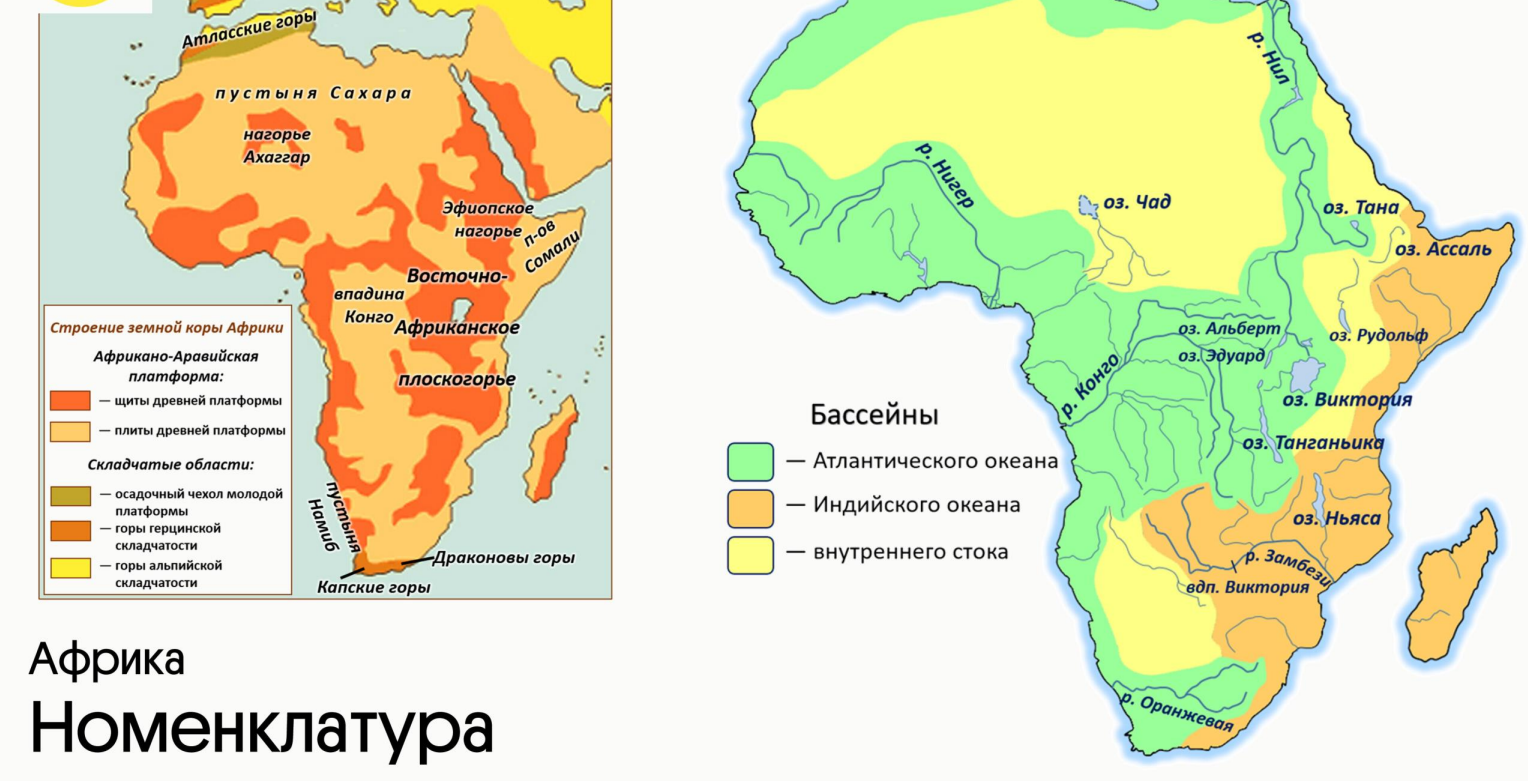 Атласские горы
пустыня Сахара
нагорье
Ахаггар
Эфиопское
нагорье
п-ов
Сомали
Восточно-
впадина
Конго
Африканское
плоскогорье
пустыня
Намиб
Драконовы горы
Капские горы
Строение земной коры Африки
Африкано-Аравийская
платформа:
— щиты древней платформы
— плиты древней платформы
Складчатые области:
— осадочный чехол молодой
платформы
— горы герцинской
складчатости
— горы альпийской
складчатости
Африка
Номенклатура
р. Нил
р. Нигер
оз. Чад
оз. Тана
оз. Ассаль
оз. Альберт
оз. Рудольф
оз. Эдуард
р. Конго
оз. Виктория
оз. Танганьика
оз. Ньяса
р. Замбези
вдп. Виктория
р. Оранжевая
Бассейны
— Атлантического океана
— Индийского океана
— внутреннего стока